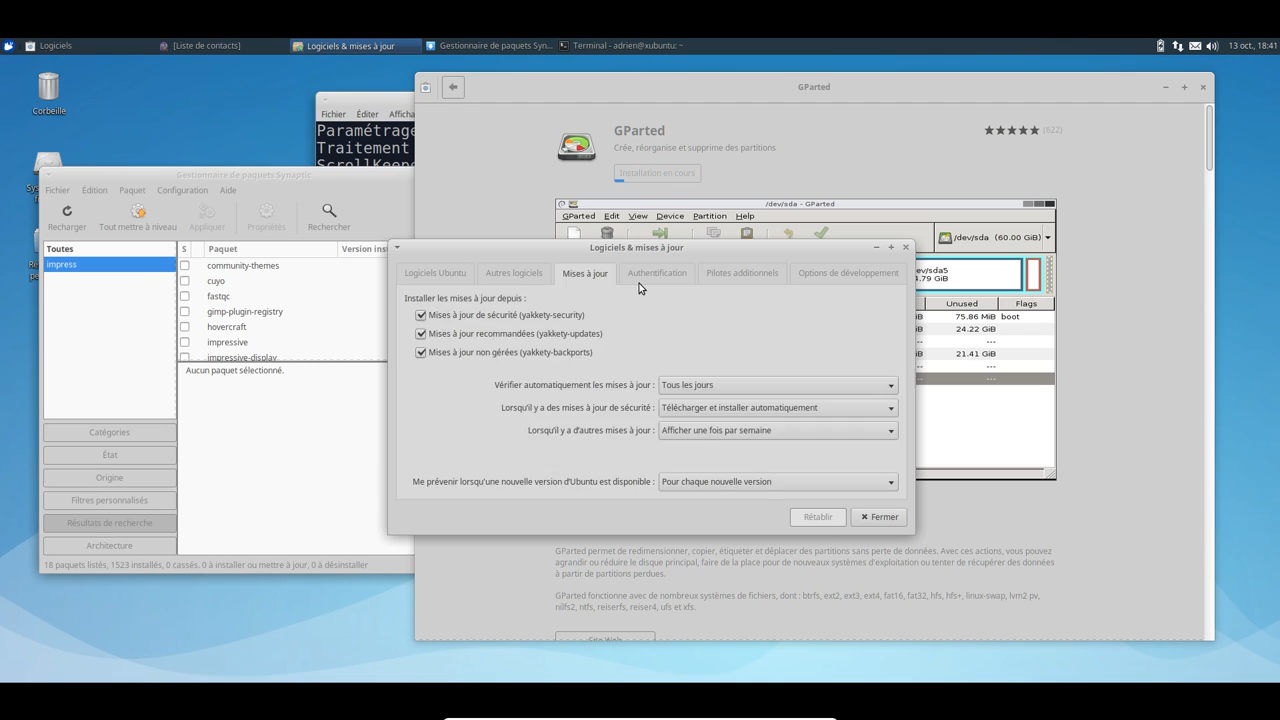 Logiciels
[Liste de contacts]
Logiciels & mises à jour
Gestionnaire de paquets Syn...
Terminal - adrien@xubuntu: ~
13 oct., 18:41
Corbeille
Fichier Éditer Afficha
Paramétrage
Traitement
ScrollKeepe
GParted
GParted
(622)
Crée, réorganise et supprime des partitions
Installation en cours
/dev/sda - GParted
GParted Edit View Device Partition Help
/dev/sda (60.00 GiB)
ev/sda5
4.79 GiB
Unused Flags
75.86 MiB boot
24.22 GiB
---
21.41 GiB
---
---
GParted permet de redimensionner, copier, étiqueter et déplacer des partitions sans perte de données. Avec ces actions, vous pouvez
agrandir ou réduire le disque principal, faire de la place pour de nouveaux systèmes d'exploitation ou tenter de récupérer des données
à partir de partitions perdues.
GParted fonctionne avec de nombreux systèmes de fichiers, dont : btrfs, ext2, ext3, ext4, fat16, fat32, hfs, hfs+, linux-swap, lvm2 pv,
nilfs2, ntfs, reiserfs, reiser4, ufs et xfs.
Site Web
Gestionnaire de paquets Synaptic
Fichier Édition Paquet Configuration Aide
Recharger Tout mettre à niveau Appliquer Propriétés Rechercher
Toutes
impress
S Paquet Version inst
community-themes
cuyo
fastqc
gimp-plugin-registry
hovercraft
impressive
impressive-display
Aucun paquet sélectionné.
Catégories
État
Origine
Filtres personnalisés
Résultats de recherche
Architecture
18 paquets listés, 1523 installés, 0 cassés. 0 à installer ou mettre à jour, 0 à désinstaller
Logiciels & mises à jour
Logiciels Ubuntu Autres logiciels Mises à jour Authentification Pilotes additionnels Options de développement
Installer les mises à jour depuis :
Mises à jour de sécurité (yakkety-security)
Mises à jour recommandées (yakkety-updates)
Mises à jour non gérées (yakkety-backports)
Vérifier automatiquement les mises à jour : Tous les jours
Lorsqu'il y a des mises à jour de sécurité : Télécharger et installer automatiquement
Lorsqu'il y a d'autres mises à jour : Afficher une fois par semaine
Me prévenir lorsqu'une nouvelle version d'Ubuntu est disponible : Pour chaque nouvelle version
Rétablir Fermer